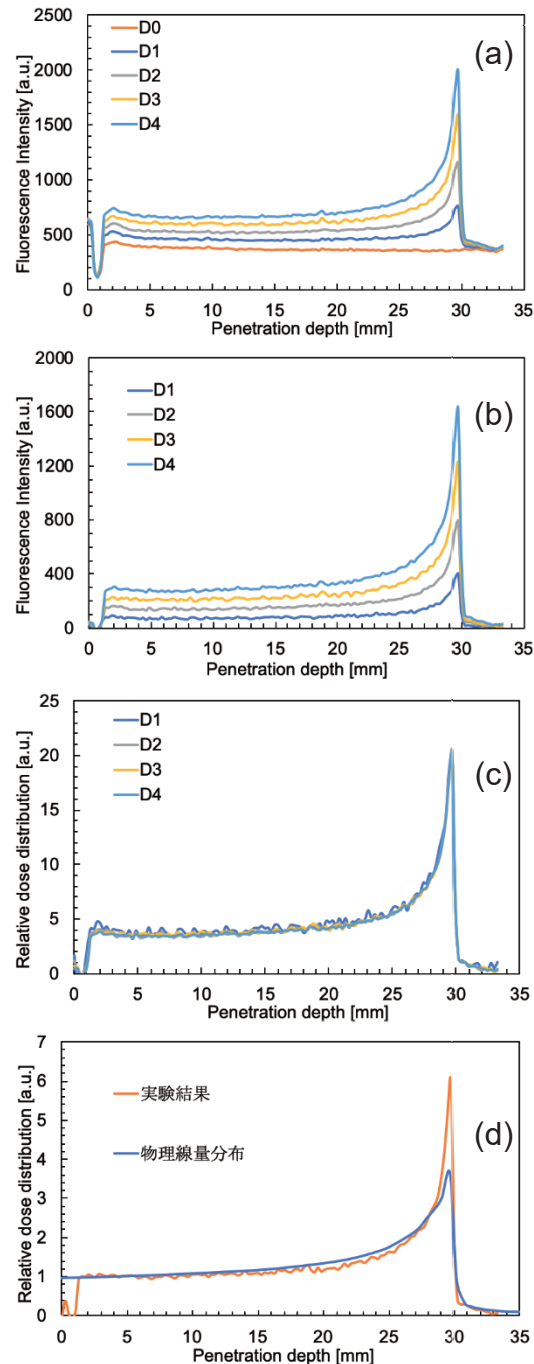 (a)
D0
D1
D2
D3
D4
Fluorescence Intensity [a.u.]
2500
2000
1500
1000
500
0
0 5 10 15 20 25 30 35
Penetration depth [mm]
(b)
D1
D2
D3
D4
Fluorescence Intensity [a.u.]
2000
1600
1200
800
400
0
0 5 10 15 20 25 30 35
Penetration depth [mm]
(c)
D1
D2
D3
D4
Relative dose distribution [a.u.]
25
20
15
10
5
0
0 5 10 15 20 25 30 35
Penetration depth [mm]
(d)
実験結果
物理線量分布
Relative dose distribution [a.u.]
7
6
5
4
3
2
1
0
0 5 10 15 20 25 30 35
Penetration depth [mm]